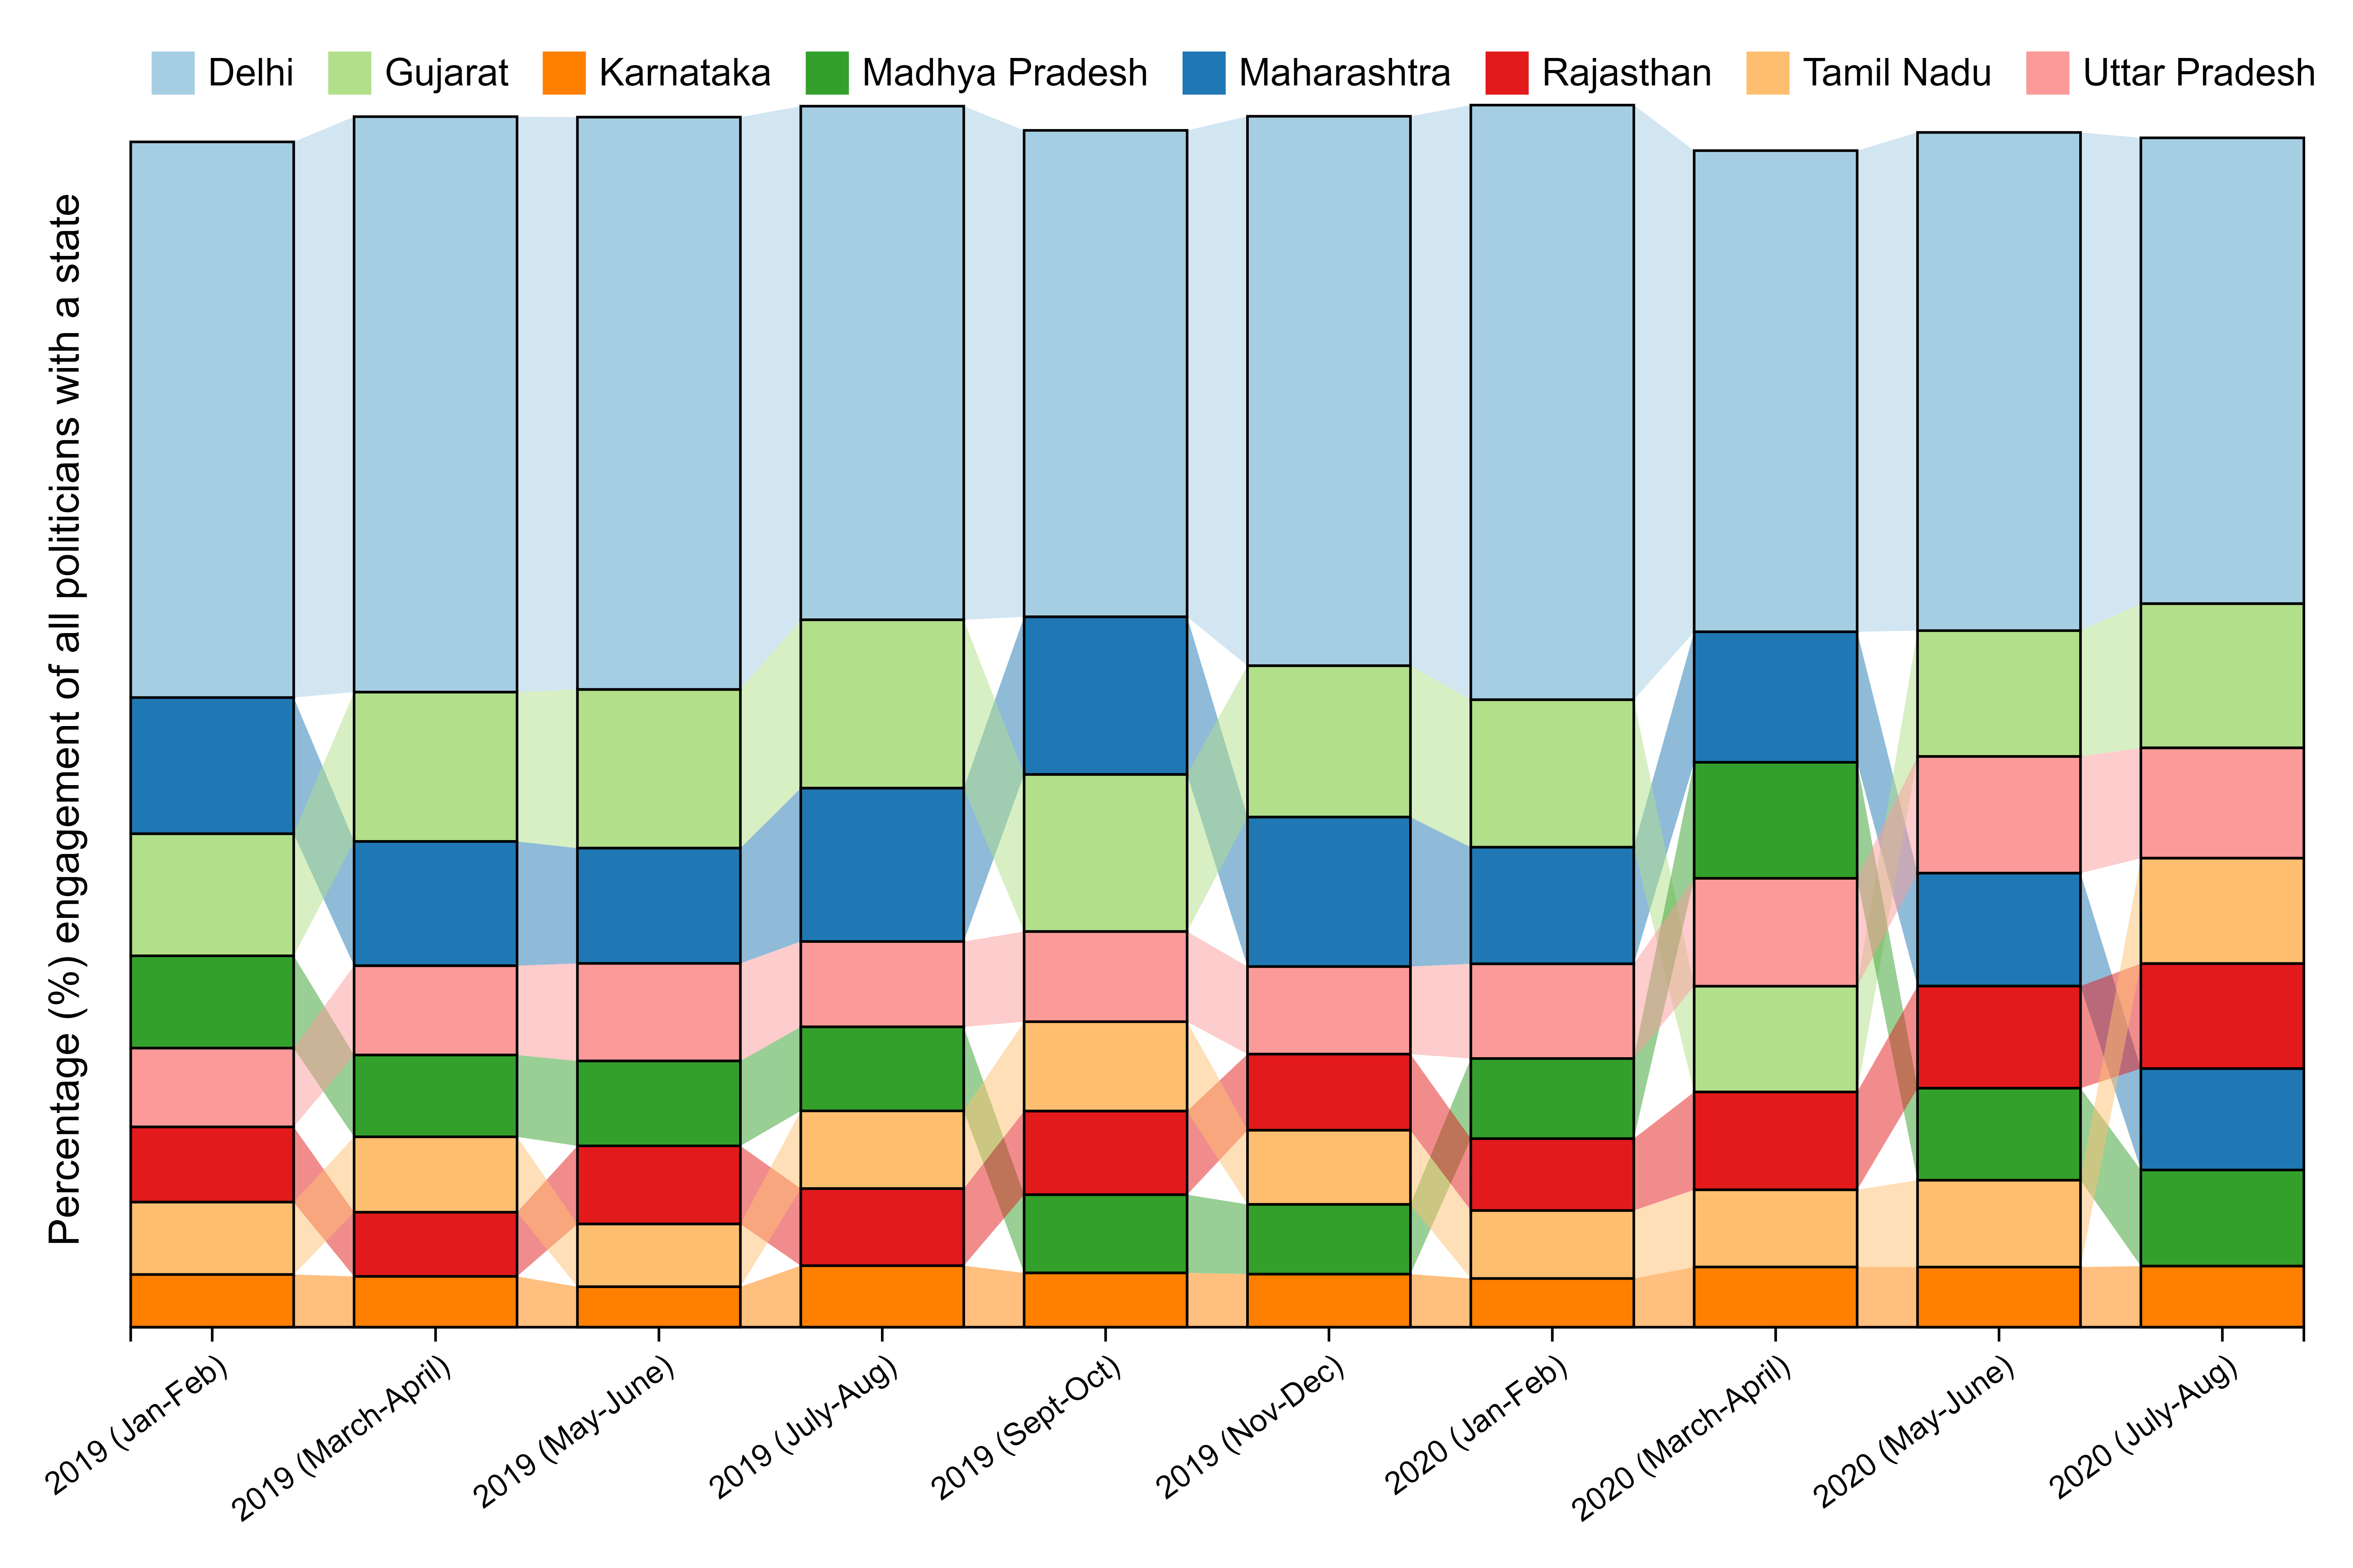 Delhi Gujarat Karnataka Madhya Pradesh Maharashtra Rajasthan Tamil Nadu Uttar Pradesh
Percentage (%) engagement of all politicians with a state
2019 (Jan-Feb)
2019 (March-April)
2019 (May-June)
2019 (July-Aug)
2019 (Sept-Oct)
2019 (Nov-Dec)
2020 (Jan-Feb)
2020 (March-April)
2020 (May-June)
2020 (July-Aug)